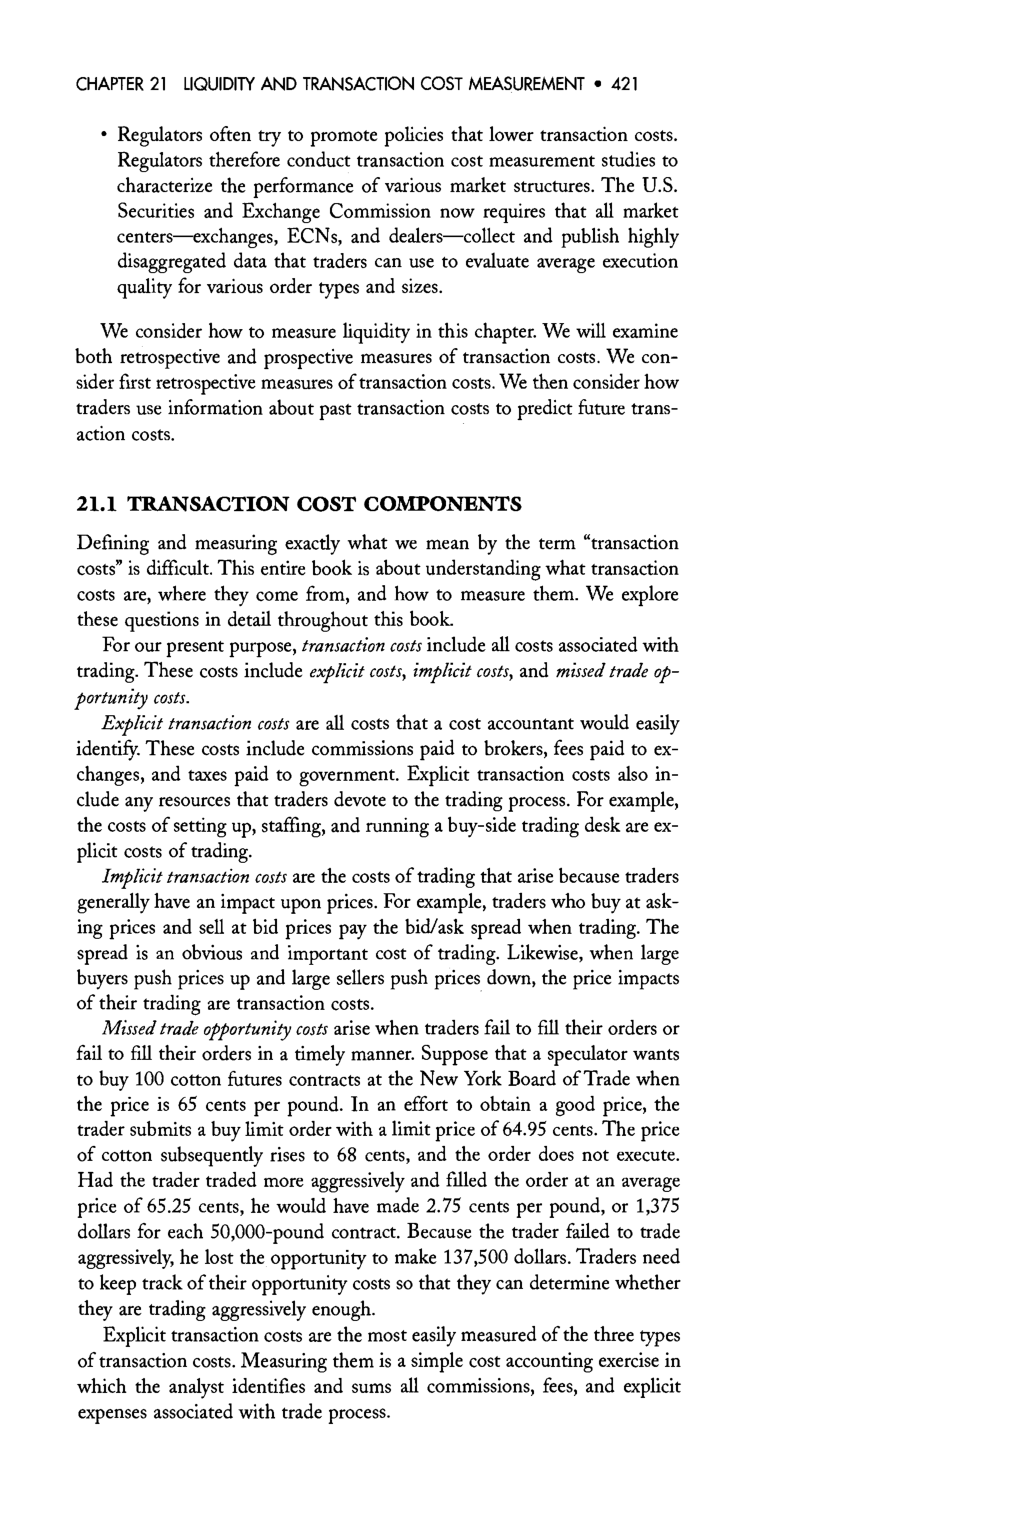 CHAPTER 21 LIQUIDITY AND TRANSACTION COST MEASUREMENT • 421
• Regulators often try to promote policies that lower transaction costs.
Regulators therefore conduct transaction cost measurement studies to
characterize the performance of various market structures. The U.S.
Securities and Exchange Commission now requires that all market
centers—exchanges, ECNs, and dealers—collect and publish highly
disaggregated data that traders can use to evaluate average execution
quality for various order types and sizes.
We consider how to measure liquidity in this chapter. We will examine
both retrospective and prospective measures of transaction costs. We con-
sider first retrospective measures of transaction costs. We then consider how
traders use information about past transaction costs to predict future trans-
action costs.
21.1 TRANSACTION COST COMPONENTS
Defining and measuring exactly what we mean by the term “transaction
costs” is difficult. This entire book is about understanding what transaction
costs are, where they come from, and how to measure them. We explore
these questions in detail throughout this book.
For our present purpose, transaction costs include all costs associated with
trading. These costs include explicit costs, implicit costs, and missed trade op-
portunity costs.
Explicit transaction costs are all costs that a cost accountant would easily
identify. These costs include commissions paid to brokers, fees paid to ex-
changes, and taxes paid to government. Explicit transaction costs also in-
clude any resources that traders devote to the trading process. For example,
the costs of setting up, staffing, and running a buy-side trading desk are ex-
plicit costs of trading.
Implicit transaction costs are the costs of trading that arise because traders
generally have an impact upon prices. For example, traders who buy at ask-
ing prices and sell at bid prices pay the bid/ask spread when trading. The
spread is an obvious and important cost of trading. Likewise, when large
buyers push prices up and large sellers push prices down, the price impacts
of their trading are transaction costs.
Missed trade opportunity costs arise when traders fail to fill their orders or
fail to fill their orders in a timely manner. Suppose that a speculator wants
to buy 100 cotton futures contracts at the New York Board of Trade when
the price is 65 cents per pound. In an effort to obtain a good price, the
trader submits a buy limit order with a limit price of 64.95 cents. The price
of cotton subsequently rises to 68 cents, and the order does not execute.
Had the trader traded more aggressively and filled the order at an average
price of 65.25 cents, he would have made 2.75 cents per pound, or 1,375
dollars for each 50,000-pound contract. Because the trader failed to trade
aggressively, he lost the opportunity to make 137,500 dollars. Traders need
to keep track of their opportunity costs so that they can determine whether
they are trading aggressively enough.
Explicit transaction costs are the most easily measured of the three types
of transaction costs. Measuring them is a simple cost accounting exercise in
which the analyst identifies and sums all commissions, fees, and explicit
expenses associated with trade process.